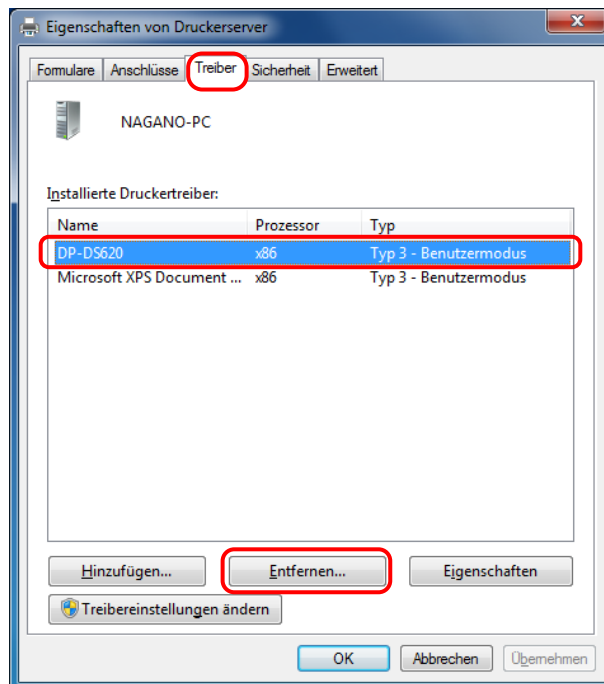 Eigenschaften von Druckerserver
Formulare Anschlüsse Treiber Sicherheit Erweitert
NAGANO-PC
Installierte Druckertreiber:
Name Prozessor Typ
DP-DS620 x86 Typ 3 - Benutzermodus
Microsoft XPS Document ... x86 Typ 3 - Benutzermodus
Hinzufügen... Entfernen... Eigenschaften
Treibereinstellungen ändern
OK Abbrechen Übernehmen